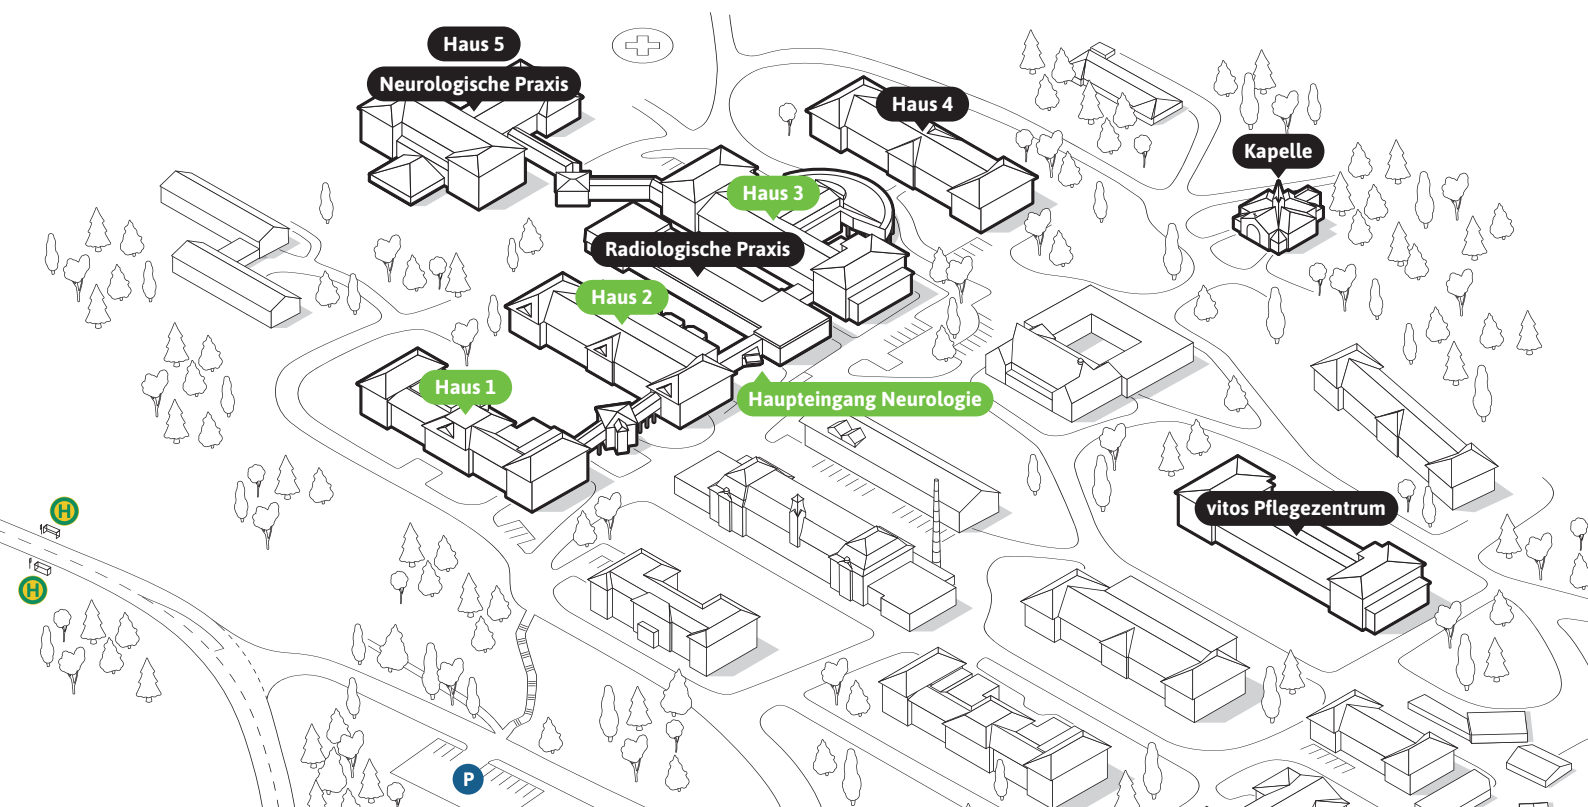 Haus 5
Neurologische Praxis
Haus 4
Kapelle
Haus 3
Radiologische Praxis
Haus 2
Haus 1
Haupteingang Neurologie
vitos Pflegezentrum
H
H
P